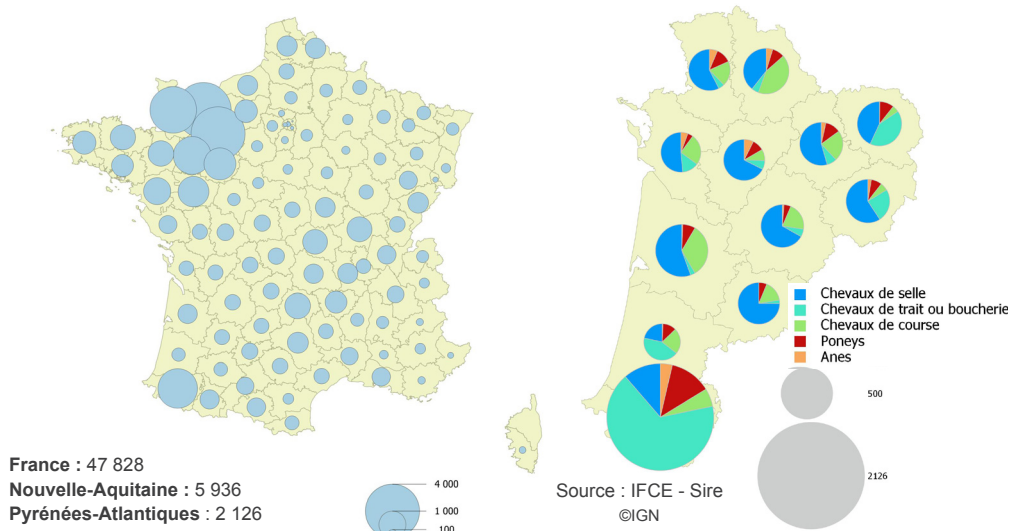 Chevaux de selle
Chevaux de trait ou boucherie
Chevaux de course
Poneys
Anes
500
2126
France : 47 828
Nouvelle-Aquitaine : 5 936
Pyrénées-Atlantiques : 2 126
4 000
1 000
100
Source : IFCE - Sire
©IGN